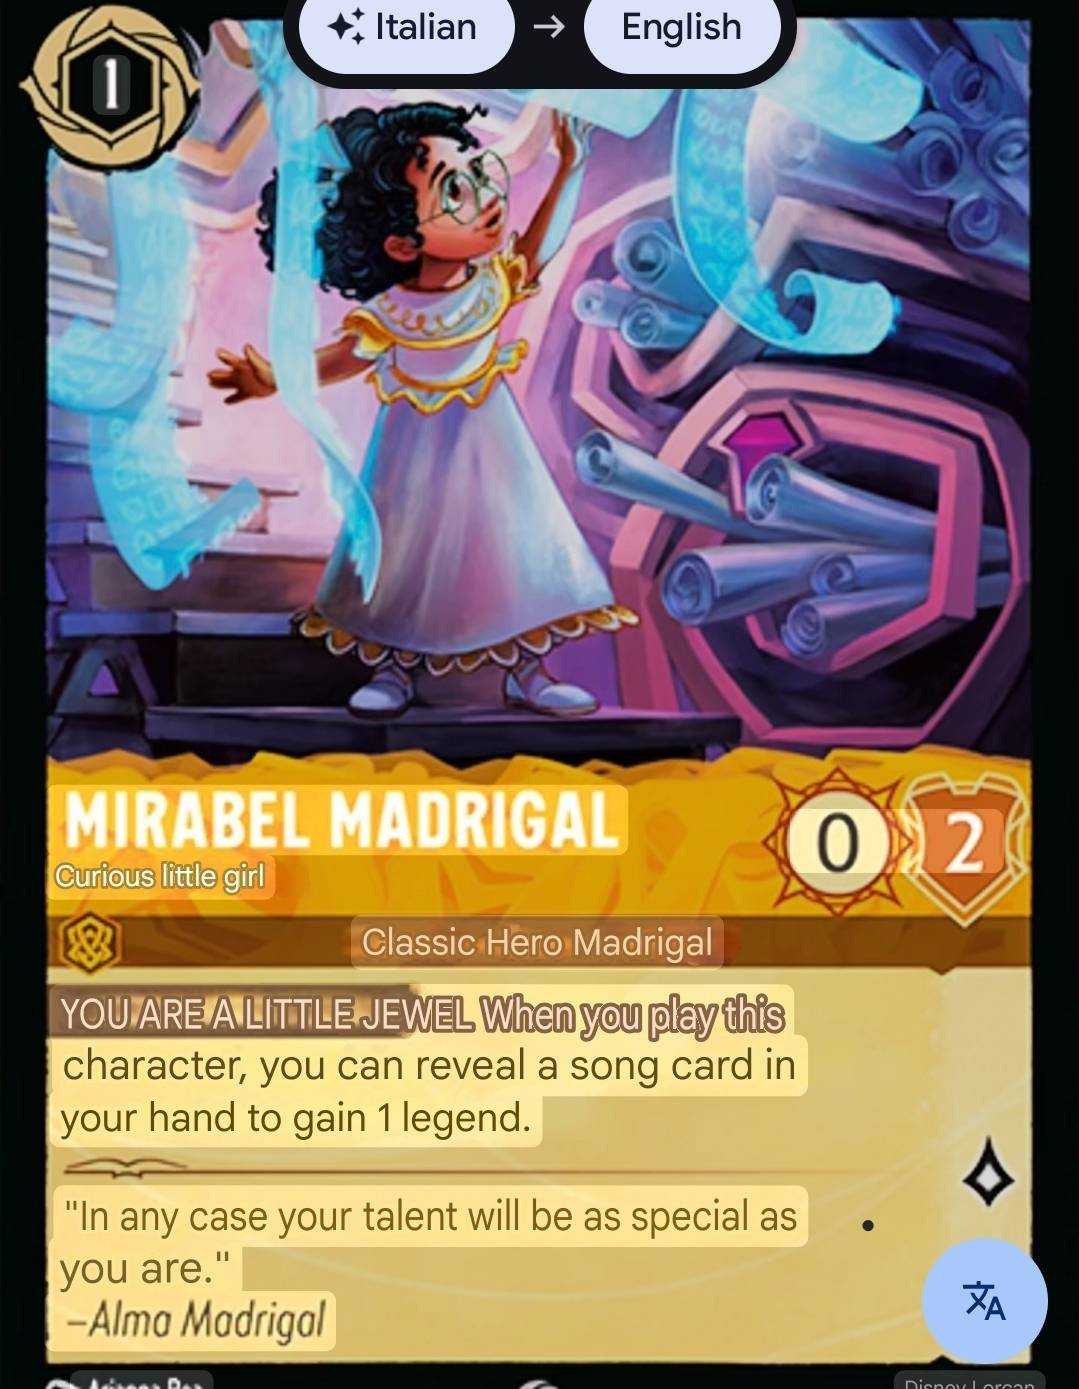 Italian → English
1
MIRABEL MADRIGAL
Curious little girl
0 2
Classic Hero Madrigal
YOU ARE A LITTLE JEWEL When you play this
character, you can reveal a song card in
your hand to gain 1 legend.
"In any case your talent will be as special as
you are."
–Alma Madrigal
Disney Lorcan